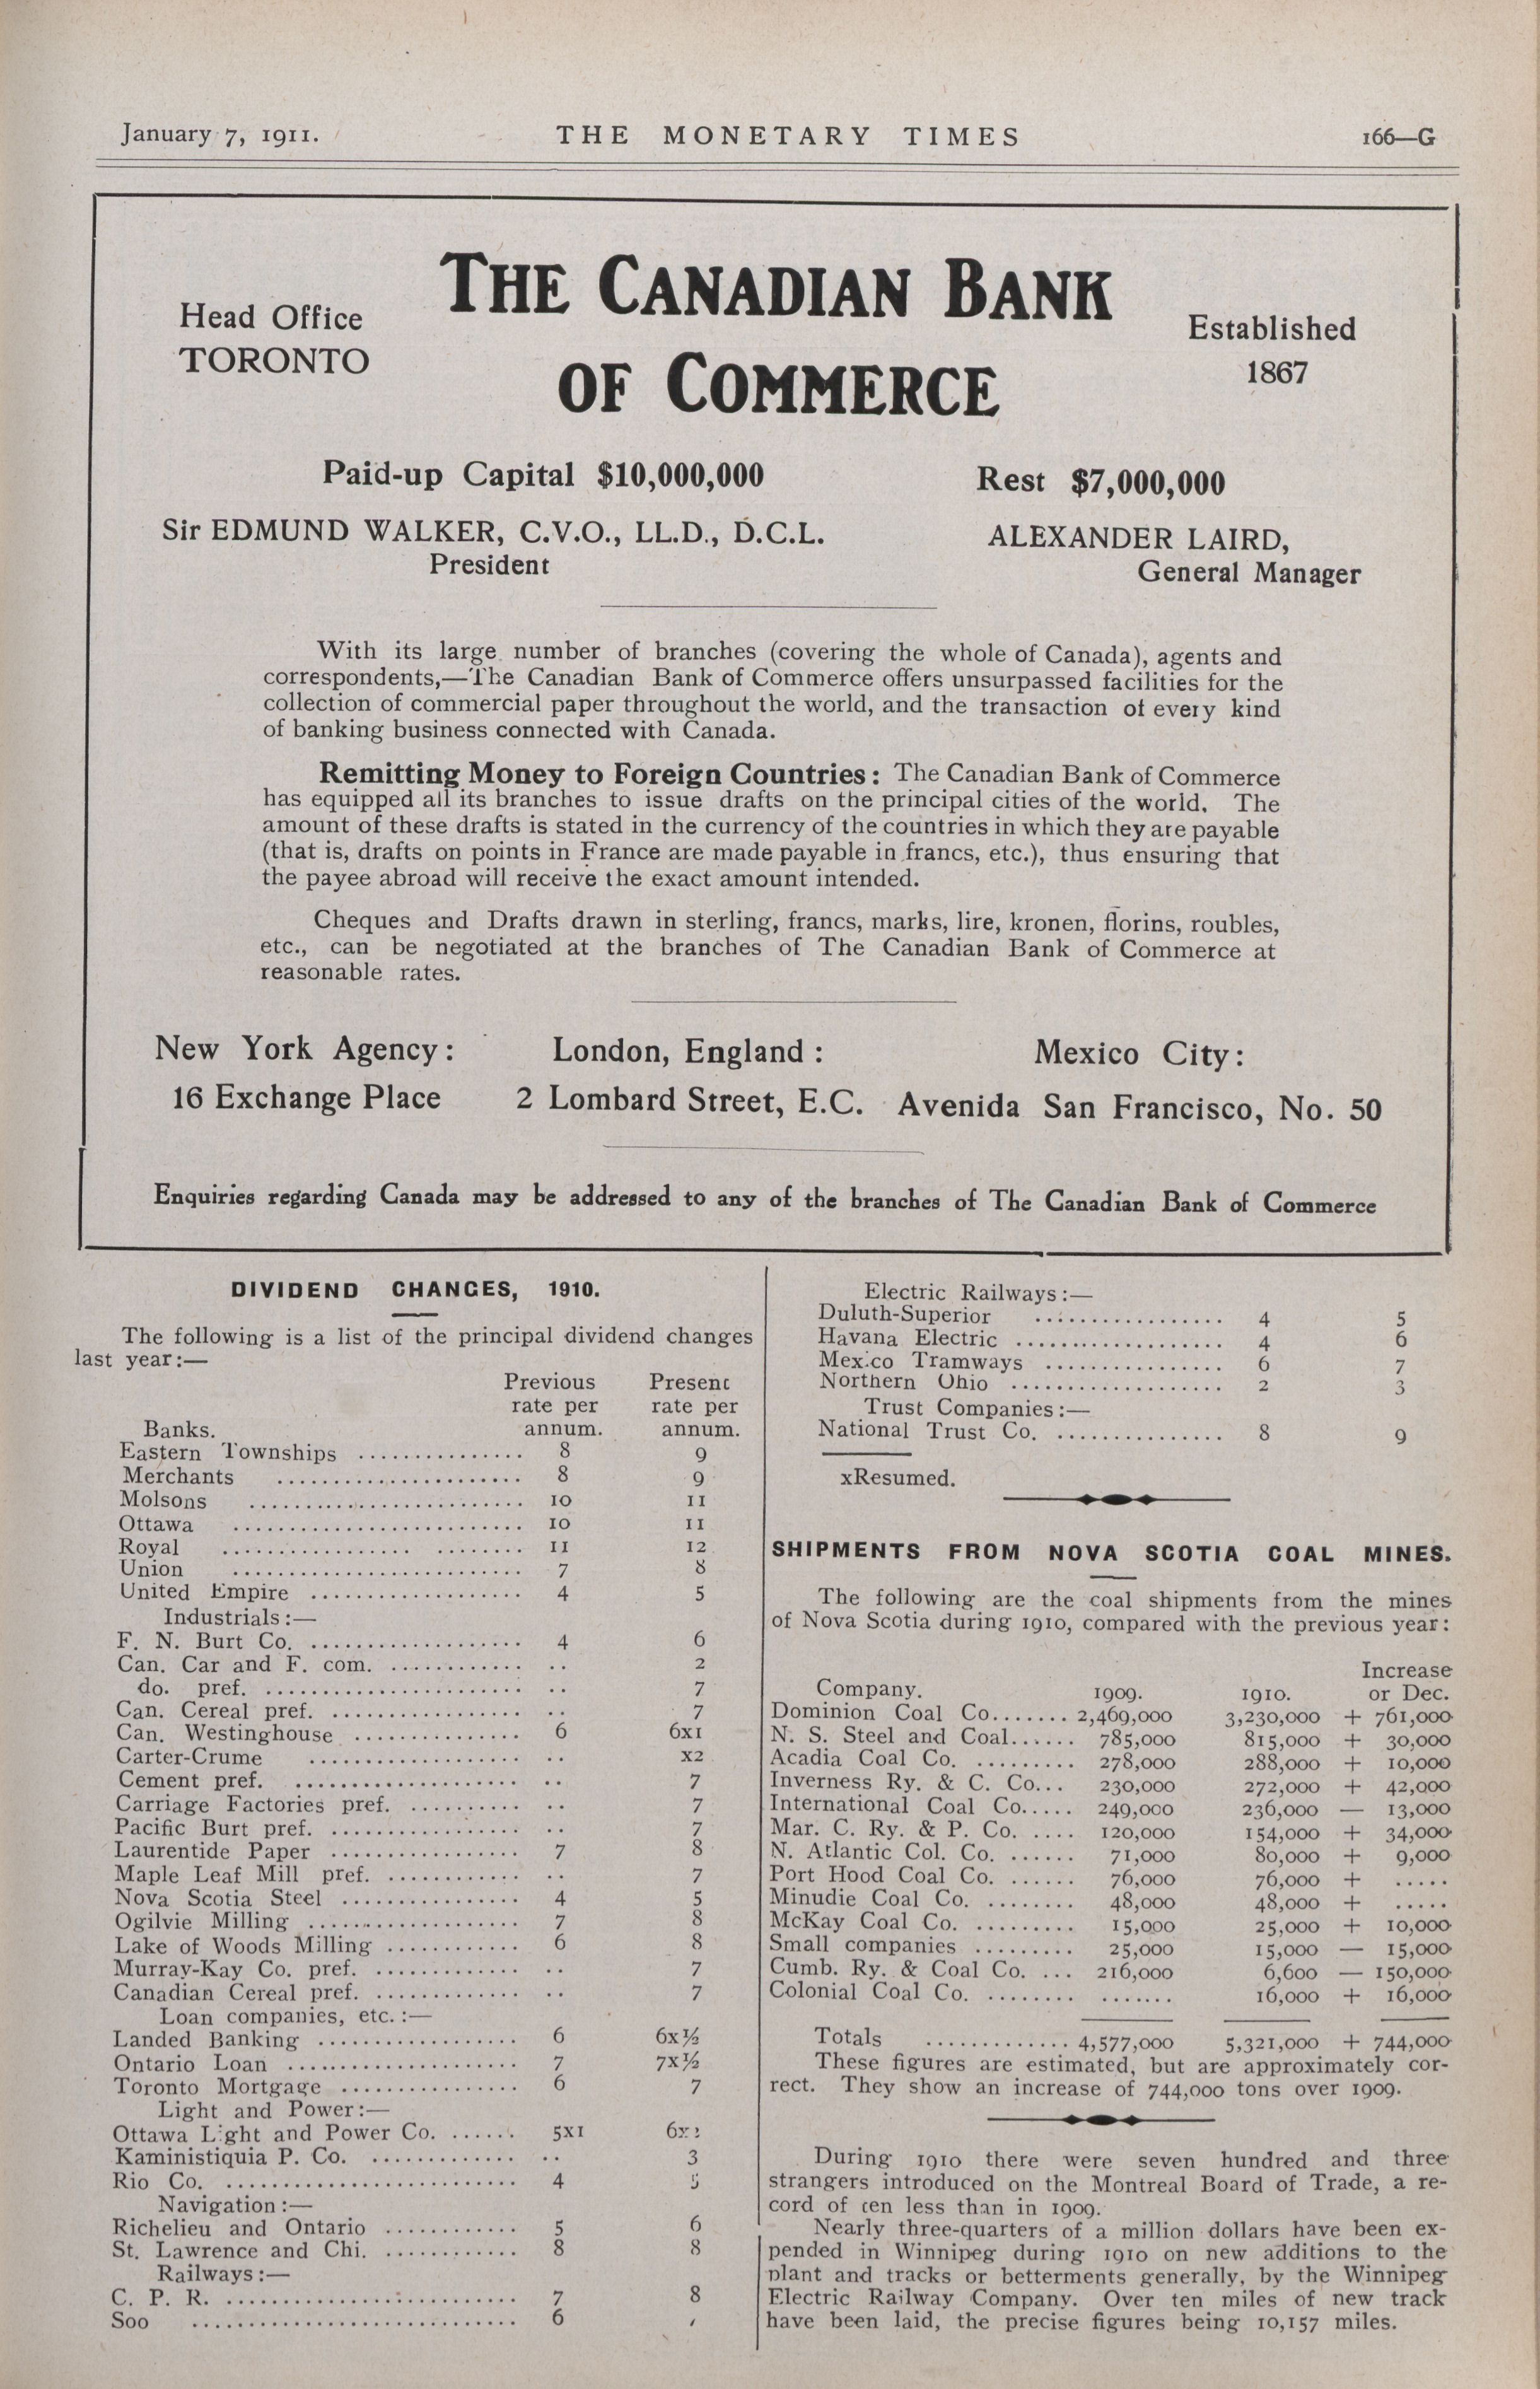 January 7, 1911.
THE MONETARY TIMES
166—G
THE CANADIAN BANK
OF COMMERCE
Head Office
TORONTO
Established
1867
Paid-up Capital $10,000,000
Rest $7,000,000
Sir EDMUND WALKER, C.V.O., LL.D., D.C.L.
President
ALEXANDER LAIRD,
General Manager
With its large number of branches (covering the whole of Canada), agents and
correspondents,—The Canadian Bank of Commerce offers unsurpassed facilities for the
collection of commercial paper throughout the world, and the transaction of every kind
of banking business connected with Canada.
Remitting Money to Foreign Countries: The Canadian Bank of Commerce
has equipped all its branches to issue drafts on the principal cities of the world. The
amount of these drafts is stated in the currency of the countries in which they are payable
(that is, drafts on points in France are made payable in francs, etc.), thus ensuring that
the payee abroad will receive the exact amount intended.
Cheques and Drafts drawn in sterling, francs, marks, lire, kronen, florins, roubles,
etc., can be negotiated at the branches of The Canadian Bank of Commerce at
reasonable rates.
New York Agency:
16 Exchange Place
London, England:
2 Lombard Street, E.C.
Mexico City:
Avenida San Francisco, No. 50
Enquiries regarding Canada may be addressed to any of the branches of The Canadian Bank of Commerce
DIVIDEND CHANGES, 1910.
The following is a list of the principal dividend changes
last year:—
Previous Present
rate per rate per
Banks. annum. annum.
Eastern Townships ............... 8 9
Merchants ...................... 8 9
Molsons ......................... 10 11
Ottawa .......................... 10 11
Royal ................. ........ 11 12
Union .......................... 7 8
United Empire ................... 4 5
Industrials:—
F. N. Burt Co. ................... 4 6
Can. Car and F. com. ............ .. 2
do. pref. ....................... .. 7
Can. Cereal pref. ................. .. 7
Can. Westinghouse ............... 6 6x1
Carter-Crume ................... .. x2
Cement pref. .................... .. 7
Carriage Factories pref. .......... .. 7
Pacific Burt pref. ................. .. 7
Laurentide Paper ................. 7 8
Maple Leaf Mill pref. ............ .. 7
Nova Scotia Steel ................ 4 5
Ogilvie Milling ................... 7 8
Lake of Woods Milling ............ 6 8
Murray-Kay Co. pref. ............. .. 7
Canadian Cereal pref. ............. .. 7
Loan companies, etc.:—
Landed Banking .................. 6 6x½
Ontario Loan ..................... 7 7x½
Toronto Mortgage ................ 6 7
Light and Power:—
Ottawa Light and Power Co. ...... 5x1 6x
Kaministiquia P. Co. ............. .. 3
Rio Co. .......................... 4 5
Navigation:—
Richelieu and Ontario ............ 5 6
St. Lawrence and Chi. ............ 8 8
Railways:—
C. P. R. .......................... 7 8
Soo ............................. 6
Electric Railways:—
Duluth-Superior ................. 4 5
Havana Electric ................... 4 6
Mexico Tramways ................ 6 7
Northern Ohio .................... 2 3
Trust Companies:—
National Trust Co. ............... 8 9
xResumed.
SHIPMENTS FROM NOVA SCOTIA COAL MINES.
The following are the coal shipments from the mines
of Nova Scotia during 1910, compared with the previous year:
Increase
Company. 1909. 1910. or Dec.
Dominion Coal Co....... 2,469,000 3,230,000 + 761,000
N. S. Steel and Coal...... 785,000 815,000 + 30,000
Acadia Coal Co. ......... 278,000 288,000 + 10,000
Inverness Ry. & C. Co... 230,000 272,000 + 42,000
International Coal Co..... 249,000 236,000 — 13,000
Mar. C. Ry. & P. Co. .... 120,000 154,000 + 34,000
N. Atlantic Col. Co. ...... 71,000 80,000 + 9,000
Port Hood Coal Co. ...... 76,000 76,000 + .....
Minudie Coal Co. ........ 48,000 48,000 + .....
McKay Coal Co. ......... 15,000 25,000 + 10,000
Small companies ......... 25,000 15,000 — 15,000
Cumb. Ry. & Coal Co. ... 216,000 6,600 — 150,000
Colonial Coal Co. ........ ....... 16,000 + 16,000
Totals ............. 4,577,000 5,321,000 + 744,000
These figures are estimated, but are approximately cor-
rect. They show an increase of 744,000 tons over 1909.
During 1910 there were seven hundred and three
strangers introduced on the Montreal Board of Trade, a re-
cord of ten less than in 1909.
Nearly three-quarters of a million dollars have been ex-
pended in Winnipeg during 1910 on new additions to the
plant and tracks or betterments generally, by the Winnipeg
Electric Railway Company. Over ten miles of new track
have been laid, the precise figures being 10,157 miles.